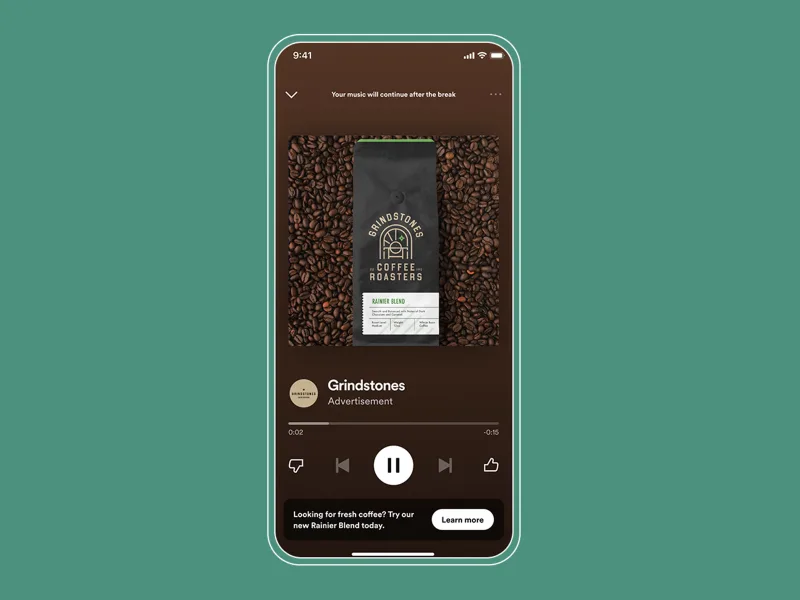 9:41
Your music will continue after the break
GRINDSTONES
COFFEE
ROASTERS
RAINIER BLEND
Grindstones
Advertisement
0:02
-0:15
Looking for fresh coffee? Try our
new Rainier Blend today.
Learn more